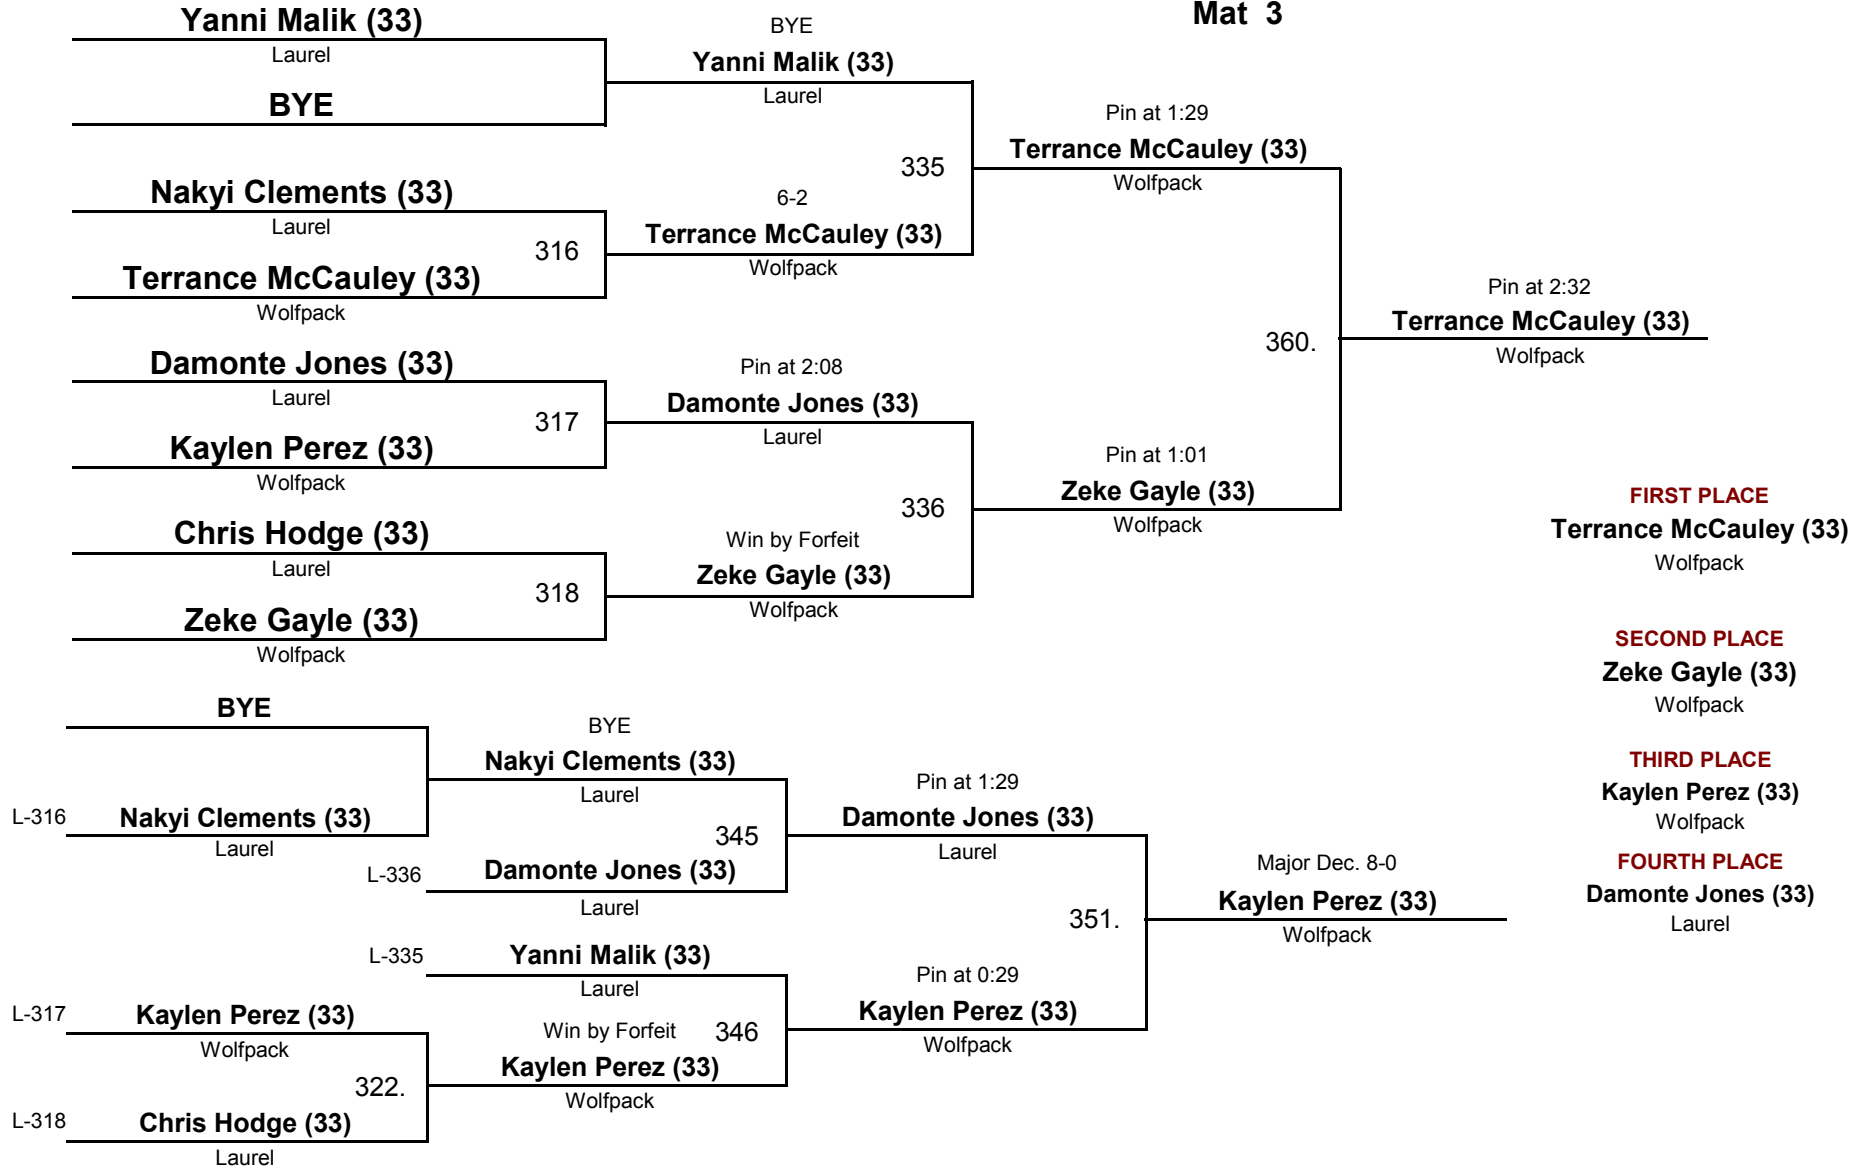 Mat 3
Yanni Malik (33)
Laurel
BYE
Nakyi Clements (33)
Laurel
316
Terrance McCauley (33)
Wolfpack
Damonte Jones (33)
Laurel
317
Kaylen Perez (33)
Wolfpack
Chris Hodge (33)
Laurel
318
Zeke Gayle (33)
Wolfpack
BYE
Yanni Malik (33)
Laurel
335
6-2
Terrance McCauley (33)
Wolfpack
Pin at 2:08
Damonte Jones (33)
Laurel
336
Win by Forfeit
Zeke Gayle (33)
Wolfpack
Pin at 1:29
Terrance McCauley (33)
Wolfpack
360.
Pin at 1:01
Zeke Gayle (33)
Wolfpack
Pin at 2:32
Terrance McCauley (33)
Wolfpack
FIRST PLACE
Terrance McCauley (33)
Wolfpack
SECOND PLACE
Zeke Gayle (33)
Wolfpack
THIRD PLACE
Kaylen Perez (33)
Wolfpack
FOURTH PLACE
Damonte Jones (33)
Laurel
BYE
L-316
Nakyi Clements (33)
Laurel
L-317
Kaylen Perez (33)
Wolfpack
322.
L-318
Chris Hodge (33)
Laurel
BYE
Nakyi Clements (33)
Laurel
345
L-336
Damonte Jones (33)
Laurel
L-335
Yanni Malik (33)
Laurel
Win by Forfeit
346
Kaylen Perez (33)
Wolfpack
Pin at 1:29
Damonte Jones (33)
Laurel
351.
Pin at 0:29
Kaylen Perez (33)
Wolfpack
Major Dec. 8-0
Kaylen Perez (33)
Wolfpack